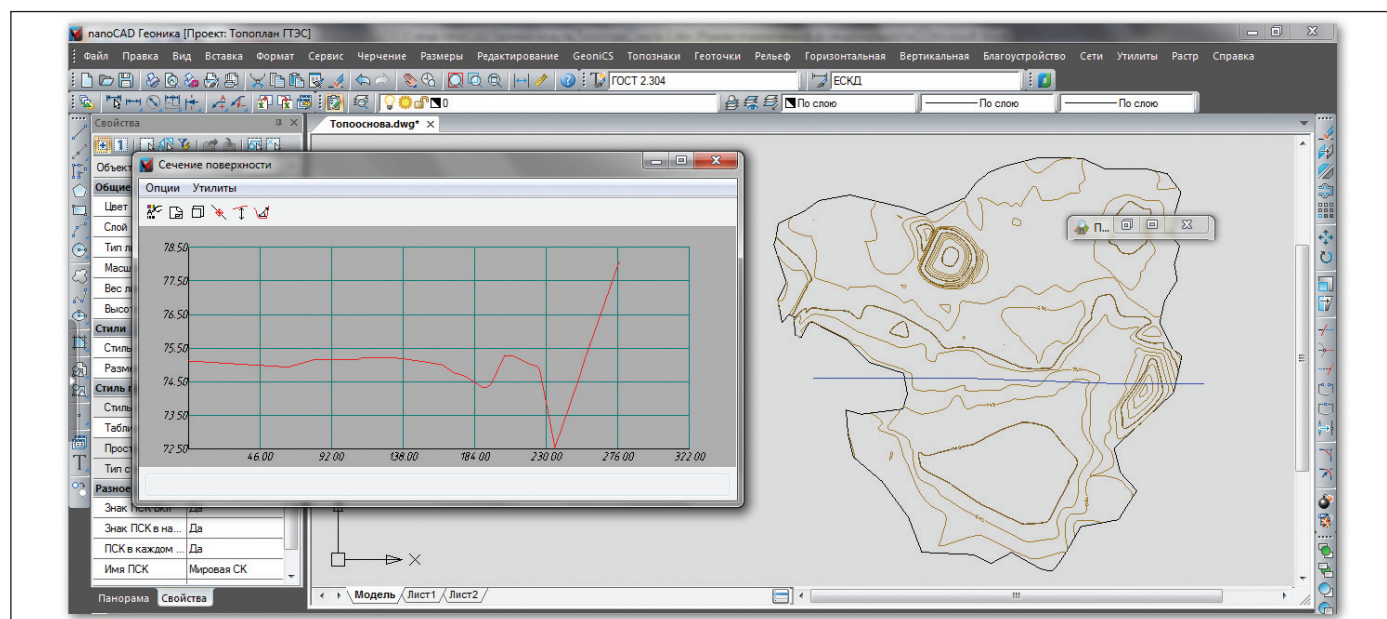 nanoCAD Геоника [Проект: Топоплан ГТЭС]
Файл Правка Вид Вставка Формат Сервис Черчение Размеры Редактирование GeoniCS Топознаки Геоточки Рельеф Горизонтальная Вертикальная Благоустройство Сети Утилиты Растр Справка
ГОСТ 2.304 ЕСКД
0 По слою По слою По слою
Свойства Топооснова.dwg*
Сечение поверхности
Объект
Опции Утилиты
Общие
Цвет
Слой
П...
Тип л
78.50
Масш
77.50
Вес л
Высот
76.50
Стили
75.50
Стиль
Разме
74.50
Стиль п
Стиль
73.50
Табли
72.50
46.00 92.00 138.00 184.00 230.00 276.00 322.00
Прост
Тип с
Разное
Знак ПСК вкл Да
Знак ПСК в на... Да
ПСК в каждом ... Да
Имя ПСК Мировая СК
X
Панорама Свойства
Модель Лист1 Лист2